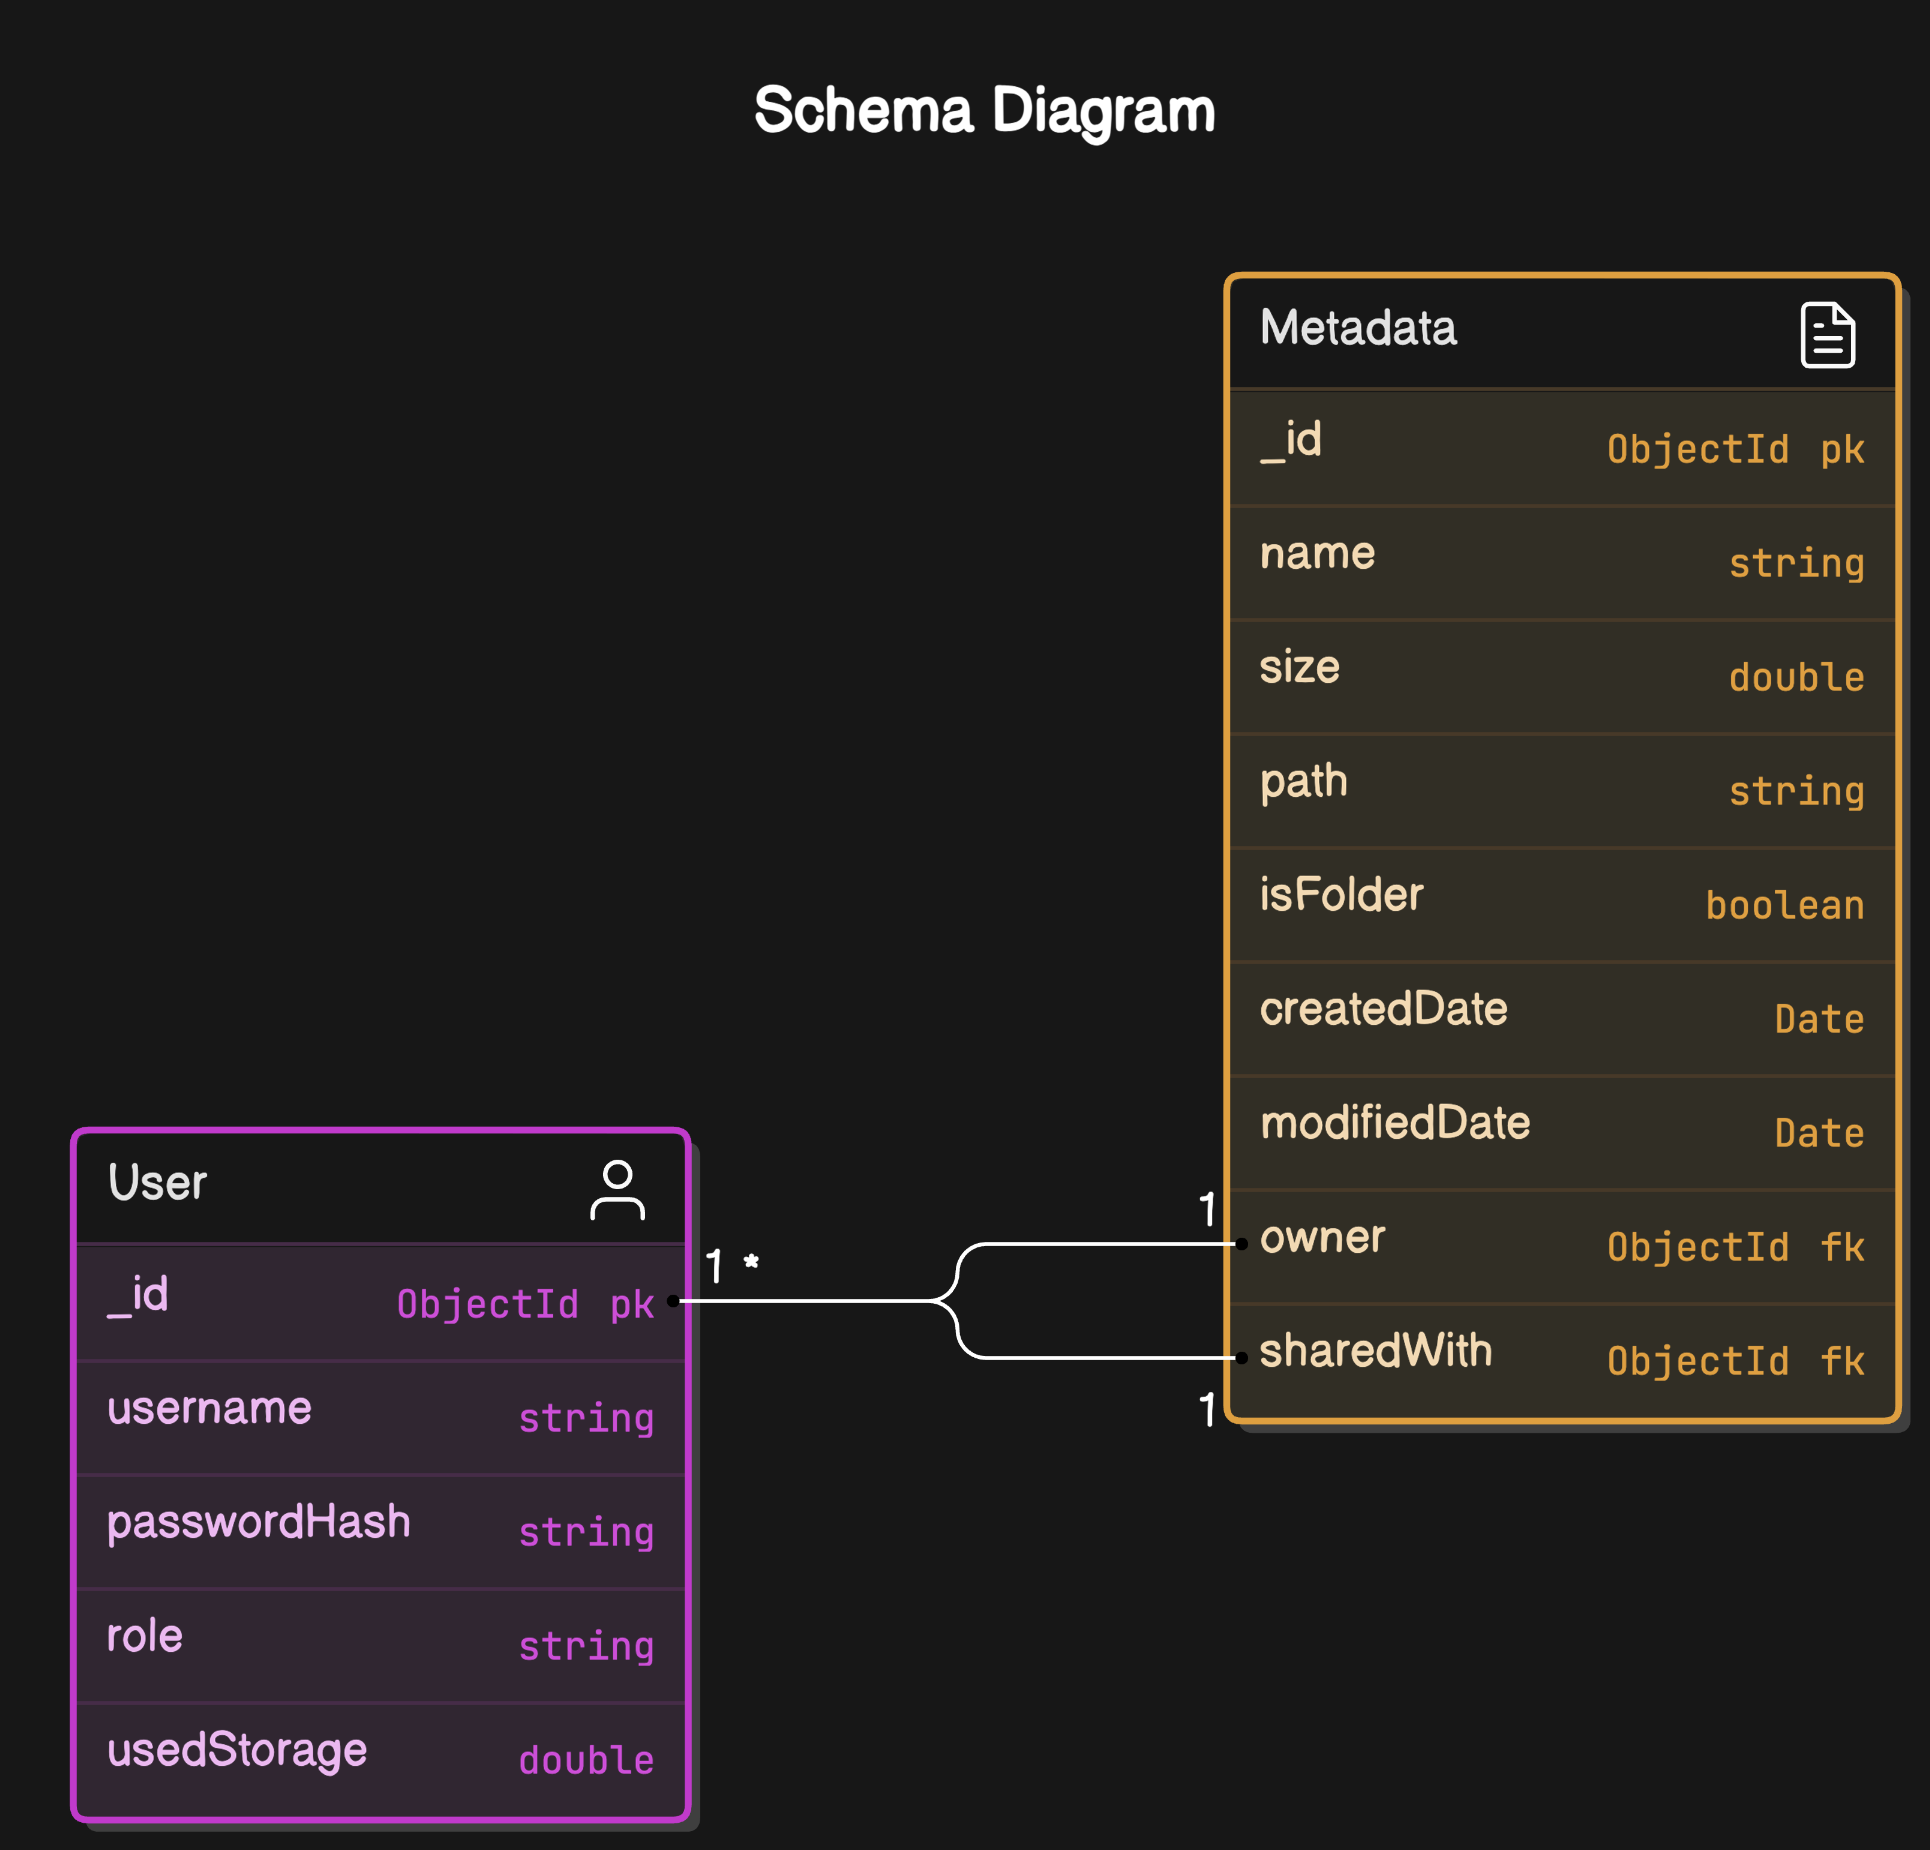 Schema Diagram
Metadata
_id ObjectId pk
name string
size double
path string
isFolder boolean
createdDate Date
modifiedDate Date
1
owner ObjectId fk
sharedWith ObjectId fk
1
User
1 *
_id ObjectId pk
username string
passwordHash string
role string
usedStorage double